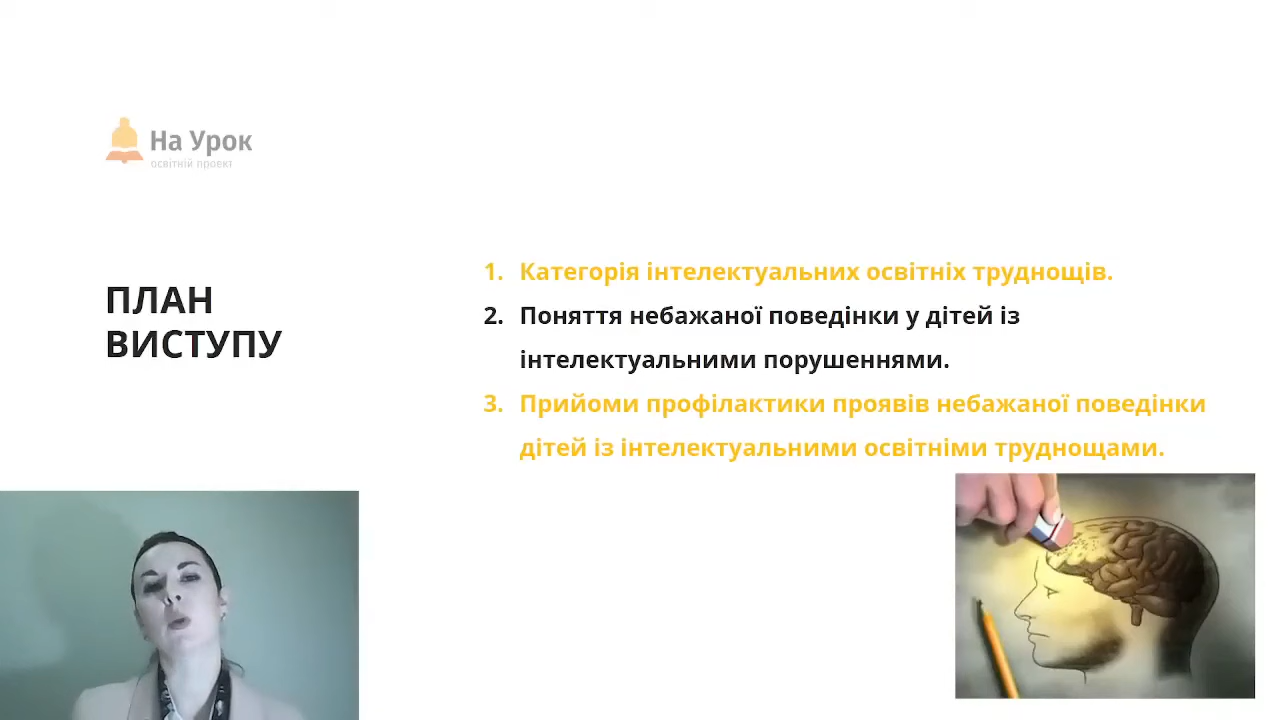 На Урок
освітній проект
ПЛАН
ВИСТУПУ
1. Категорія інтелектуальних освітніх труднощів.
2. Поняття небажаної поведінки у дітей із
інтелектуальними порушеннями.
3. Прийоми профілактики проявів небажаної поведінки
дітей із інтелектуальними освітніми труднощами.